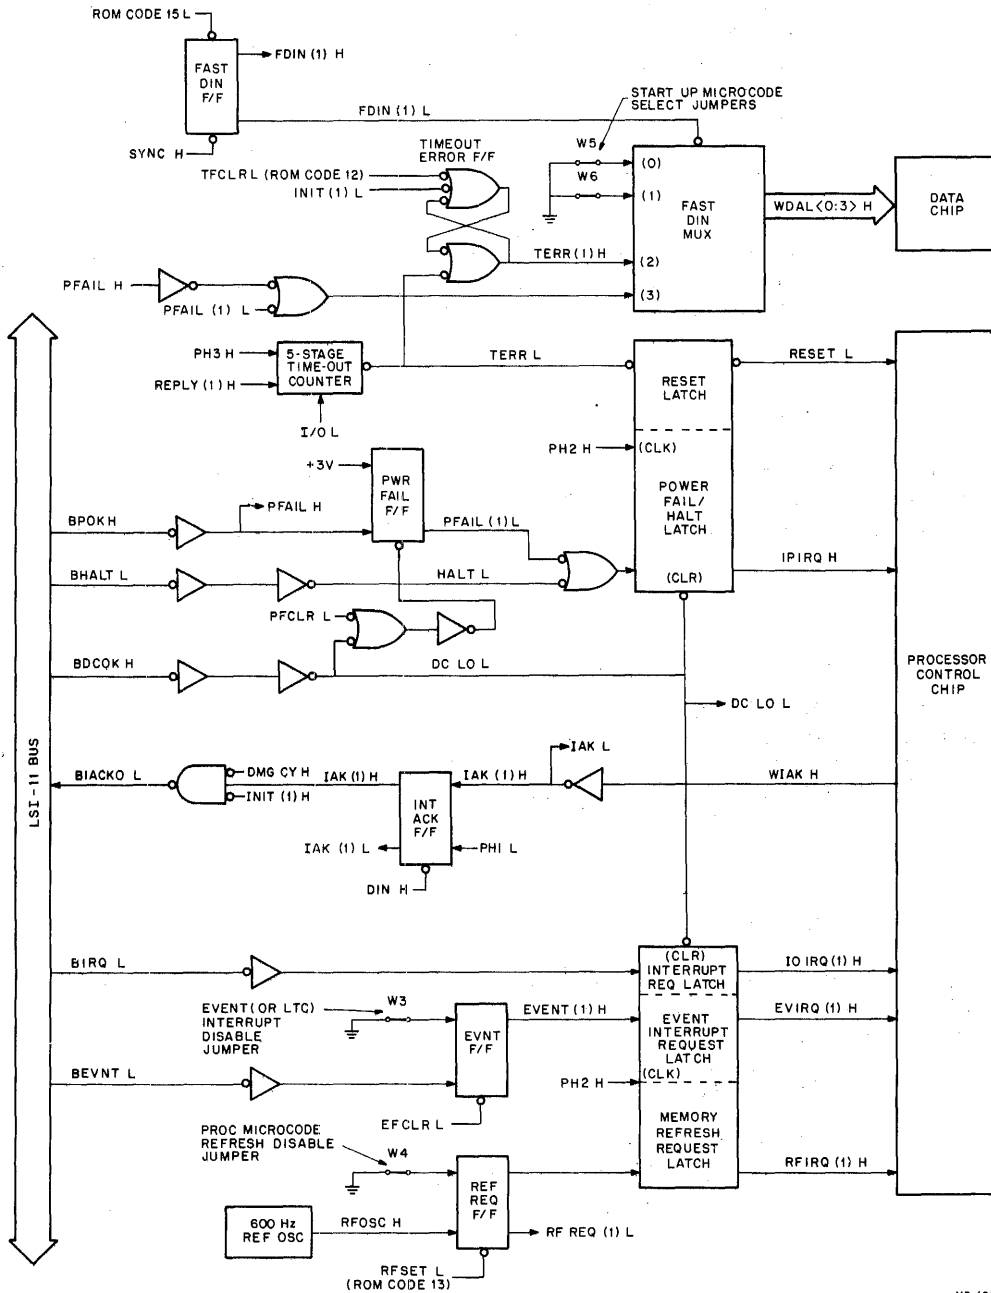 ROM CODE 15 L
FAST
DIN
F/F
FDIN (1) H
FDIN (1) L
SYNC H
START UP MICROCODE
SELECT JUMPERS
TIMEOUT
ERROR F/F
TFCLR L (ROM CODE 12)
INIT (1) L
W5
W6
(0)
(1)
(2)
(3)
FAST
DIN
MUX
WDAL <0:3> H
DATA
CHIP
TERR (1) H
PFAIL H
PFAIL (1) L
PH3 H
REPLY (1) H
5-STAGE
TIME-OUT
COUNTER
I/O L
TERR L
RESET
LATCH
RESET L
PH2 H
(CLK)
POWER
FAIL/
HALT
LATCH
(CLR)
+3V
PWR
FAIL
F/F
BPOK H
PFAIL H
PFAIL (1) L
BHALT L
HALT L
IPIRQ H
PFCLR L
BDCOK H
DC LO L
DC LO L
PROCESSOR
CONTROL
CHIP
LSI-11 BUS
BIACKO L
DMG CY H
INIT (1) H
IAK (1) H
INT
ACK
F/F
IAK (1) H
IAK L
WIAK H
IAK (1) L
PH1 L
DIN H
BIRQ L
(CLR)
INTERRUPT
REQ LATCH
IO IRQ (1) H
EVENT (OR LTC)
INTERRUPT
DISABLE
JUMPER
W3
EVNT
F/F
EVENT (1) H
EVENT
INTERRUPT
REQUEST
LATCH
(CLK)
EVIRQ (1) H
BEVNT L
PH2 H
EFCLR L
PROC MICROCODE
REFRESH DISABLE
JUMPER
W4
MEMORY
REFRESH
REQUEST
LATCH
RFIRQ (1) H
REF
REQ
F/F
600 Hz
REF OSC
RFOSC H
RF REQ (1) L
RFSET L
(ROM CODE 13)